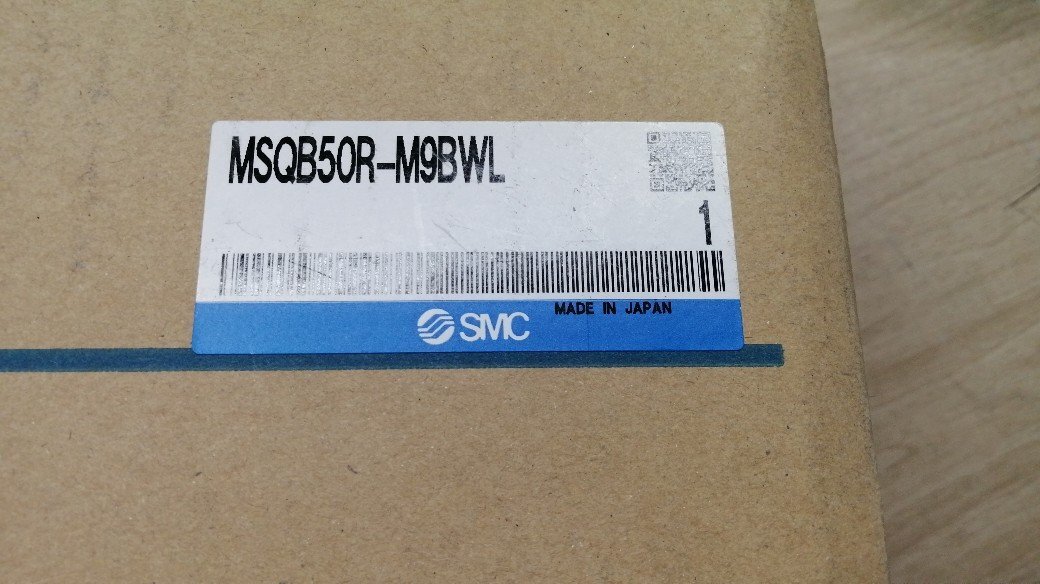 MSQB50R-M9BWL
1
MADE IN JAPAN
SMC